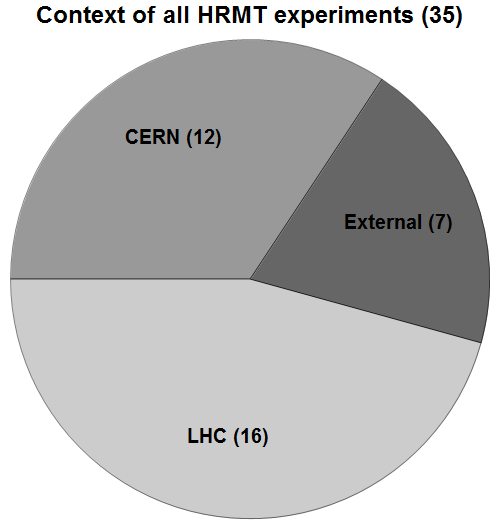 Context of all HRMT experiments (35)
CERN (12)
External (7)
LHC (16)